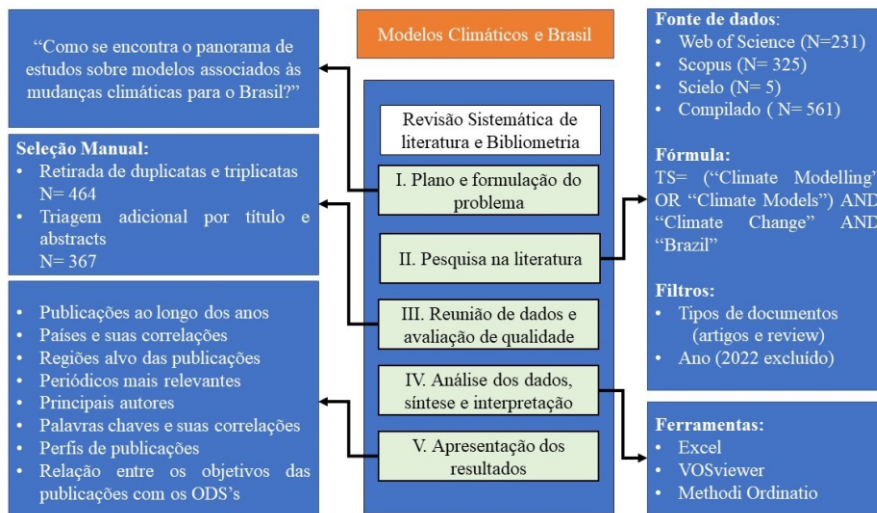 Modelos Climáticos e Brasil
Revisão Sistemática de
literatura e Bibliometria
I. Plano e formulação do
problema
II. Pesquisa na literatura
III. Reunião de dados e
avaliação de qualidade
IV. Análise dos dados,
síntese e interpretação
V. Apresentação dos
resultados
“Como se encontra o panorama de
estudos sobre modelos associados às
mudanças climáticas para o Brasil?”
Seleção Manual:
• Retirada de duplicatas e triplicatas
N= 464
• Triagem adicional por título e
abstracts
N= 367
• Publicações ao longo dos anos
• Países e suas correlações
• Regiões alvo das publicações
• Periódicos mais relevantes
• Principais autores
• Palavras chaves e suas correlações
• Perfis de publicações
• Relação entre os objetivos das
publicações com os ODS’s
Fonte de dados:
• Web of Science (N=231)
• Scopus (N= 325)
• Scielo (N= 5)
• Compilado ( N= 561)
Fórmula:
TS= (“Climate Modelling”
OR “Climate Models”) AND
“Climate Change” AND
“Brazil”
Filtros:
• Tipos de documentos
(artigos e review)
• Ano (2022 excluído)
Ferramentas:
• Excel
• VOSviewer
• Methodi Ordinatio